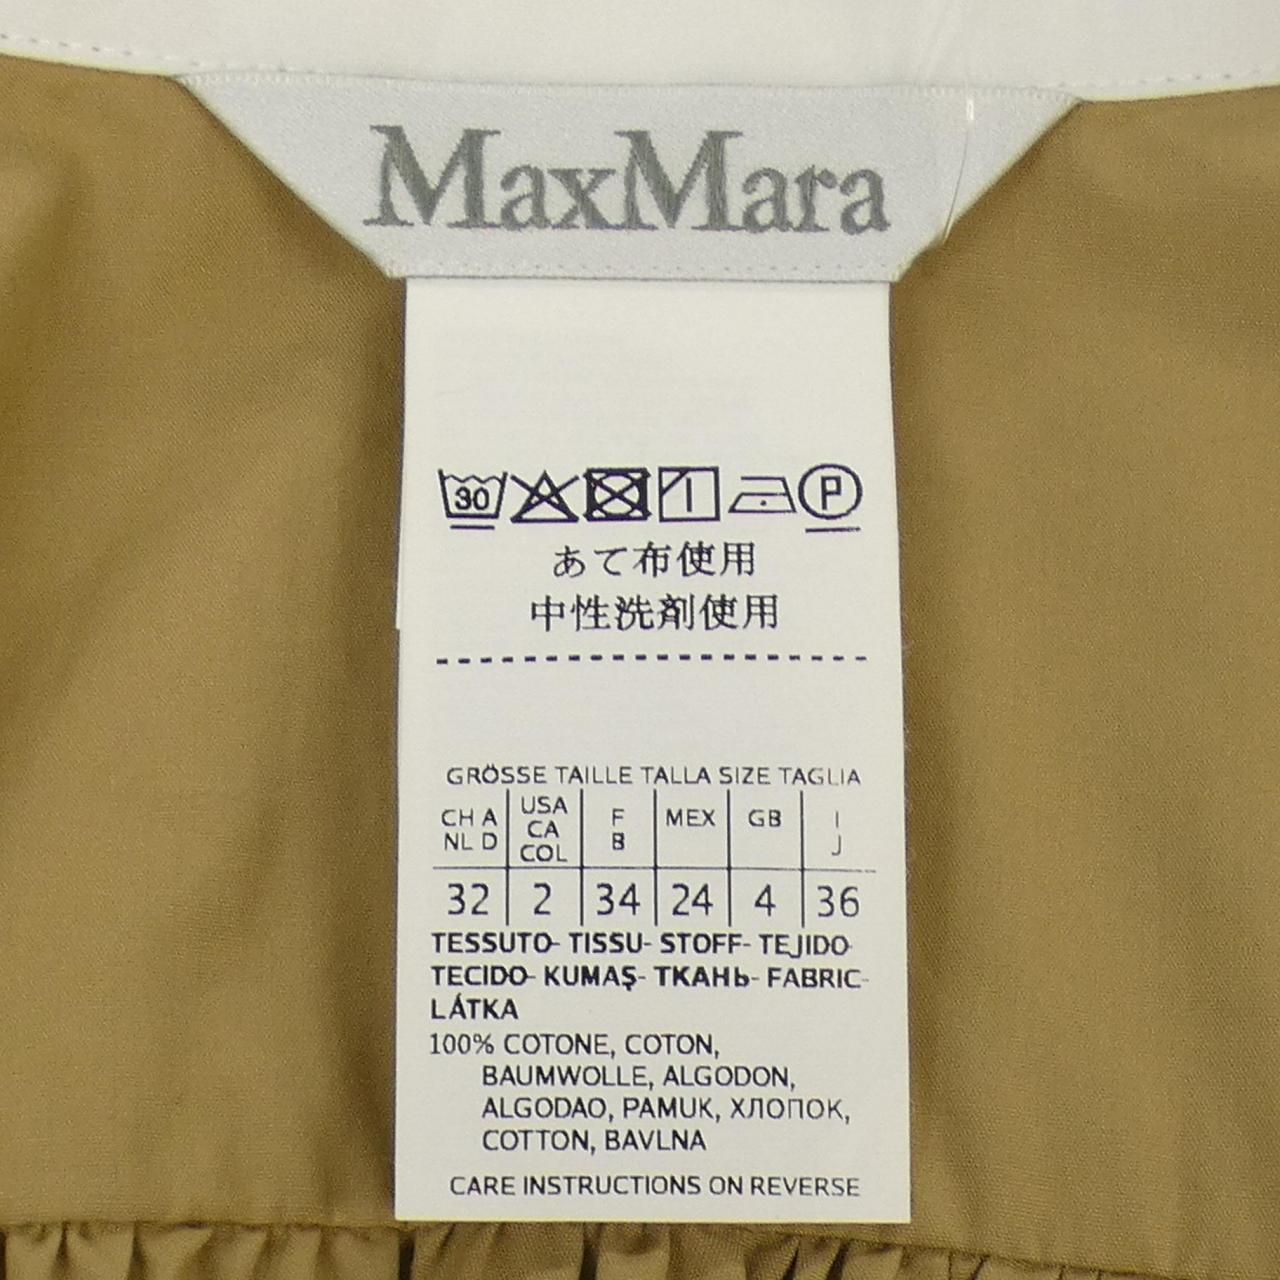 MaxMara
30 P
あて布使用
中性洗剤使用
GRÖSSE TAILLE TALLA SIZE TAGLIA
CH A NL D USA CA COL F B MEX GB I J
32 2 34 24 4 36
TESSUTO- TISSU- STOFF- TEJIDO-
TECIDO- KUMAŞ- ТКАНЬ- FABRIC-
LÁTKA
100% COTONE, COTON,
BAUMWOLLE, ALGODON,
ALGODAO, PAMUK, ХЛОПОК,
COTTON, BAVLNA
CARE INSTRUCTIONS ON REVERSE